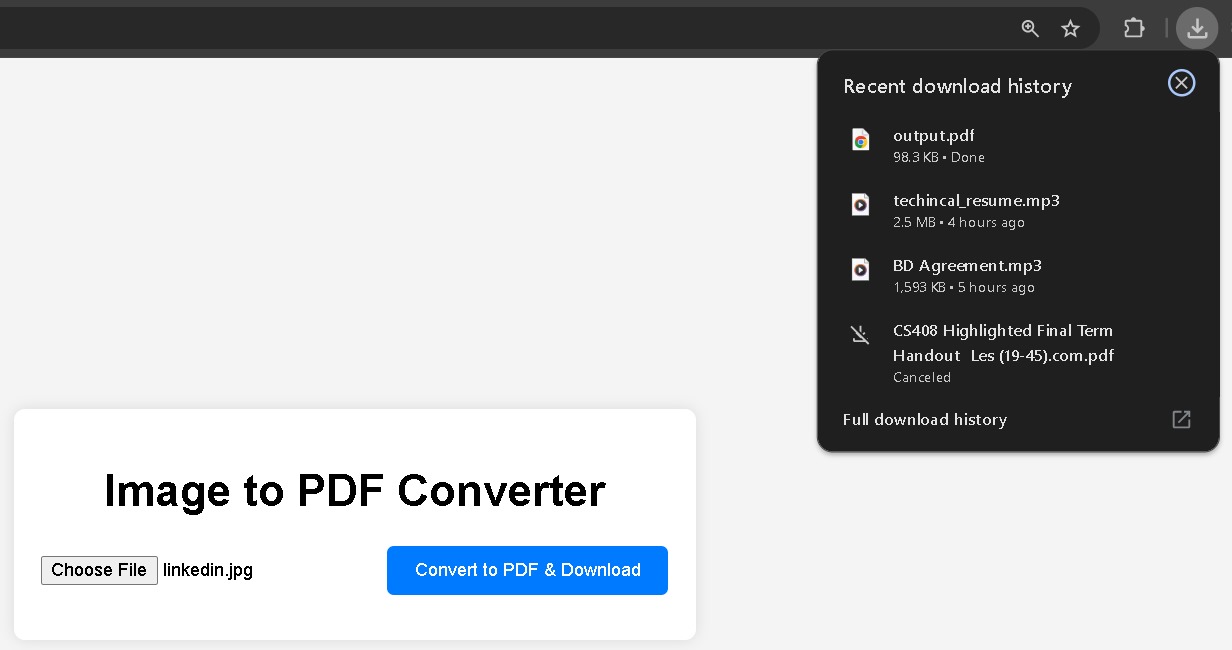 Recent download history
output.pdf
98.3 KB • Done
techincal_resume.mp3
2.5 MB • 4 hours ago
BD Agreement.mp3
1,593 KB • 5 hours ago
CS408 Highlighted Final Term
Handout Les (19-45).com.pdf
Canceled
Full download history
Image to PDF Converter
Choose File linkedin.jpg
Convert to PDF & Download